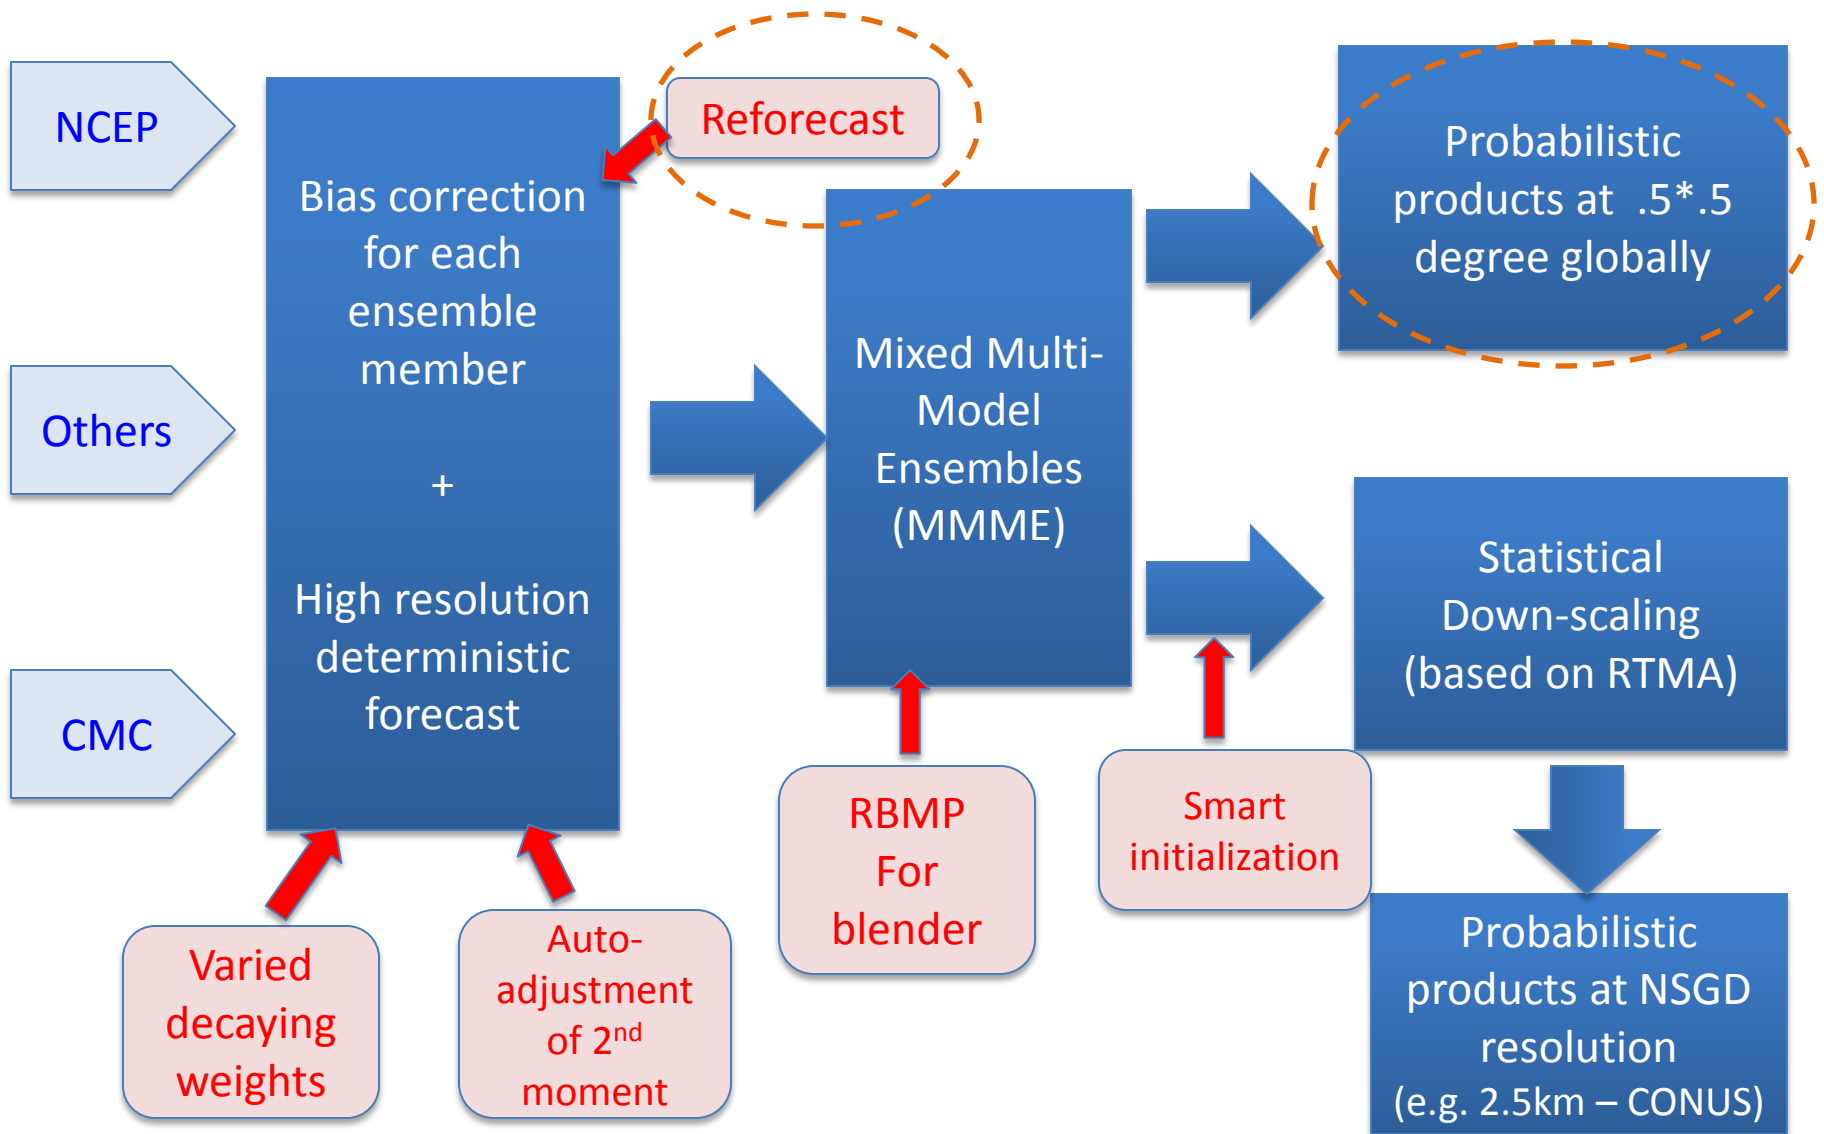 NCEP
Others
CMC
Bias correction
for each
ensemble
member
+
High resolution
deterministic
forecast
Reforecast
Varied
decaying
weights
Auto-
adjustment
of 2nd
moment
Mixed Multi-
Model
Ensembles
(MMME)
RBMP
For
blender
Smart
initialization
Probabilistic
products at .5*.5
degree globally
Statistical
Down-scaling
(based on RTMA)
Probabilistic
products at NSGD
resolution
(e.g. 2.5km – CONUS)